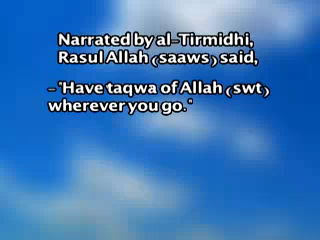 Narrated by al-Tirmidhi,
Rasul Allah (saaws) said,
- "Have taqwa of Allah (swt)
wherever you go."